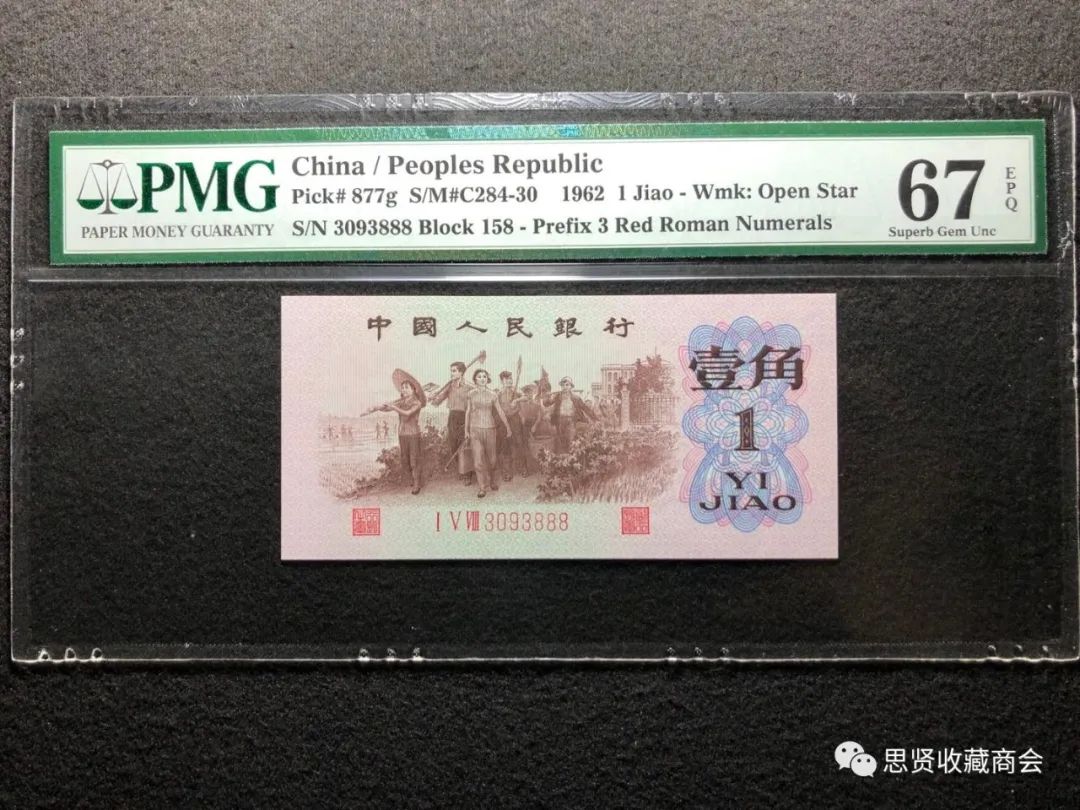 PMG
PAPER MONEY GUARANTY
China / Peoples Republic
Pick# 877g S/M#C284-30 1962 1 Jiao - Wmk: Open Star
S/N 3093888 Block 158 - Prefix 3 Red Roman Numerals
67
EPQ
Superb Gem Unc
中國人民銀行
壹角
1
YI
JIAO
I V VIII 3093888
思贤收藏商会